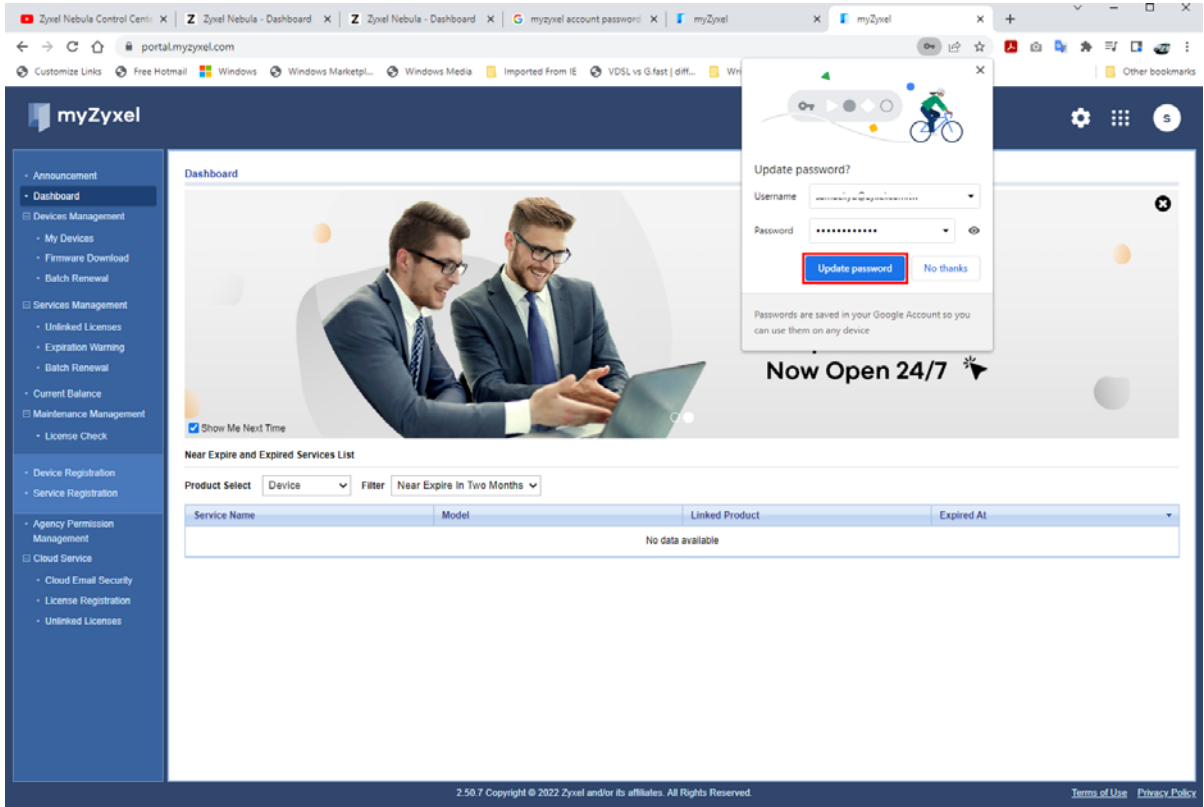 Zyxel Nebula Control Cente
Zyxel Nebula - Dashboard
Zyxel Nebula - Dashboard
myzyxel account password
myZyxel
myZyxel
portal.myzyxel.com
Customize Links
Free Hotmail
Windows
Windows Marketpl...
Windows Media
Imported From IE
VDSL vs G.fast | diff...
Wri
Other bookmarks
myZyxel
S
Announcement
Dashboard
Devices Management
My Devices
Firmware Download
Batch Renewal
Services Management
Unlinked Licenses
Expiration Warning
Batch Renewal
Current Balance
Maintenance Management
License Check
Device Registration
Service Registration
Agency Permission
Management
Cloud Service
Cloud Email Security
License Registration
Unlinked Licenses
Dashboard
Update password?
Username
Password ••••••••••••
Update password No thanks
Passwords are saved in your Google Account so you
can use them on any device
Now Open 24/7
Show Me Next Time
Near Expire and Expired Services List
Product Select Device Filter Near Expire In Two Months
Service Name Model Linked Product Expired At
No data available
2.50.7 Copyright © 2022 Zyxel and/or its affiliates. All Rights Reserved.
Terms of Use Privacy Policy